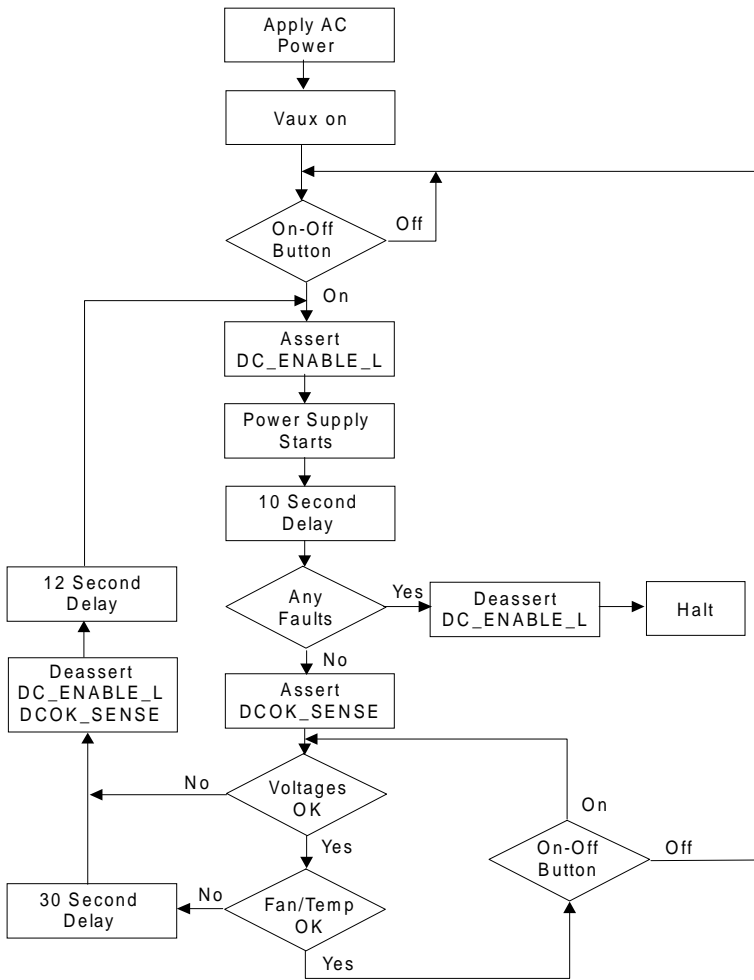 Apply AC
Power
Vaux on
On-Off
Button
Off
On
Assert
DC_ENABLE_L
Power Supply
Starts
10 Second
Delay
Any
Faults
Yes
Deassert
DC_ENABLE_L
Halt
No
Assert
DCOK_SENSE
Voltages
OK
No
Yes
Fan/Temp
OK
No
Yes
30 Second
Delay
Deassert
DC_ENABLE_L
DCOK_SENSE
12 Second
Delay
On-Off
Button
On
Off